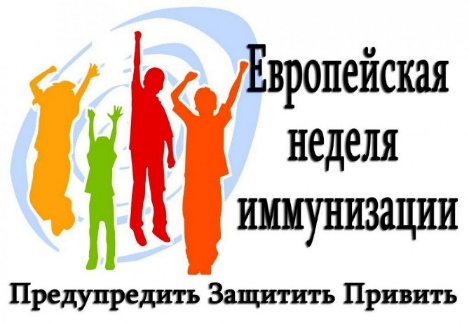 Европейская
неделя
иммунизации
Предупредить Защитить Привить